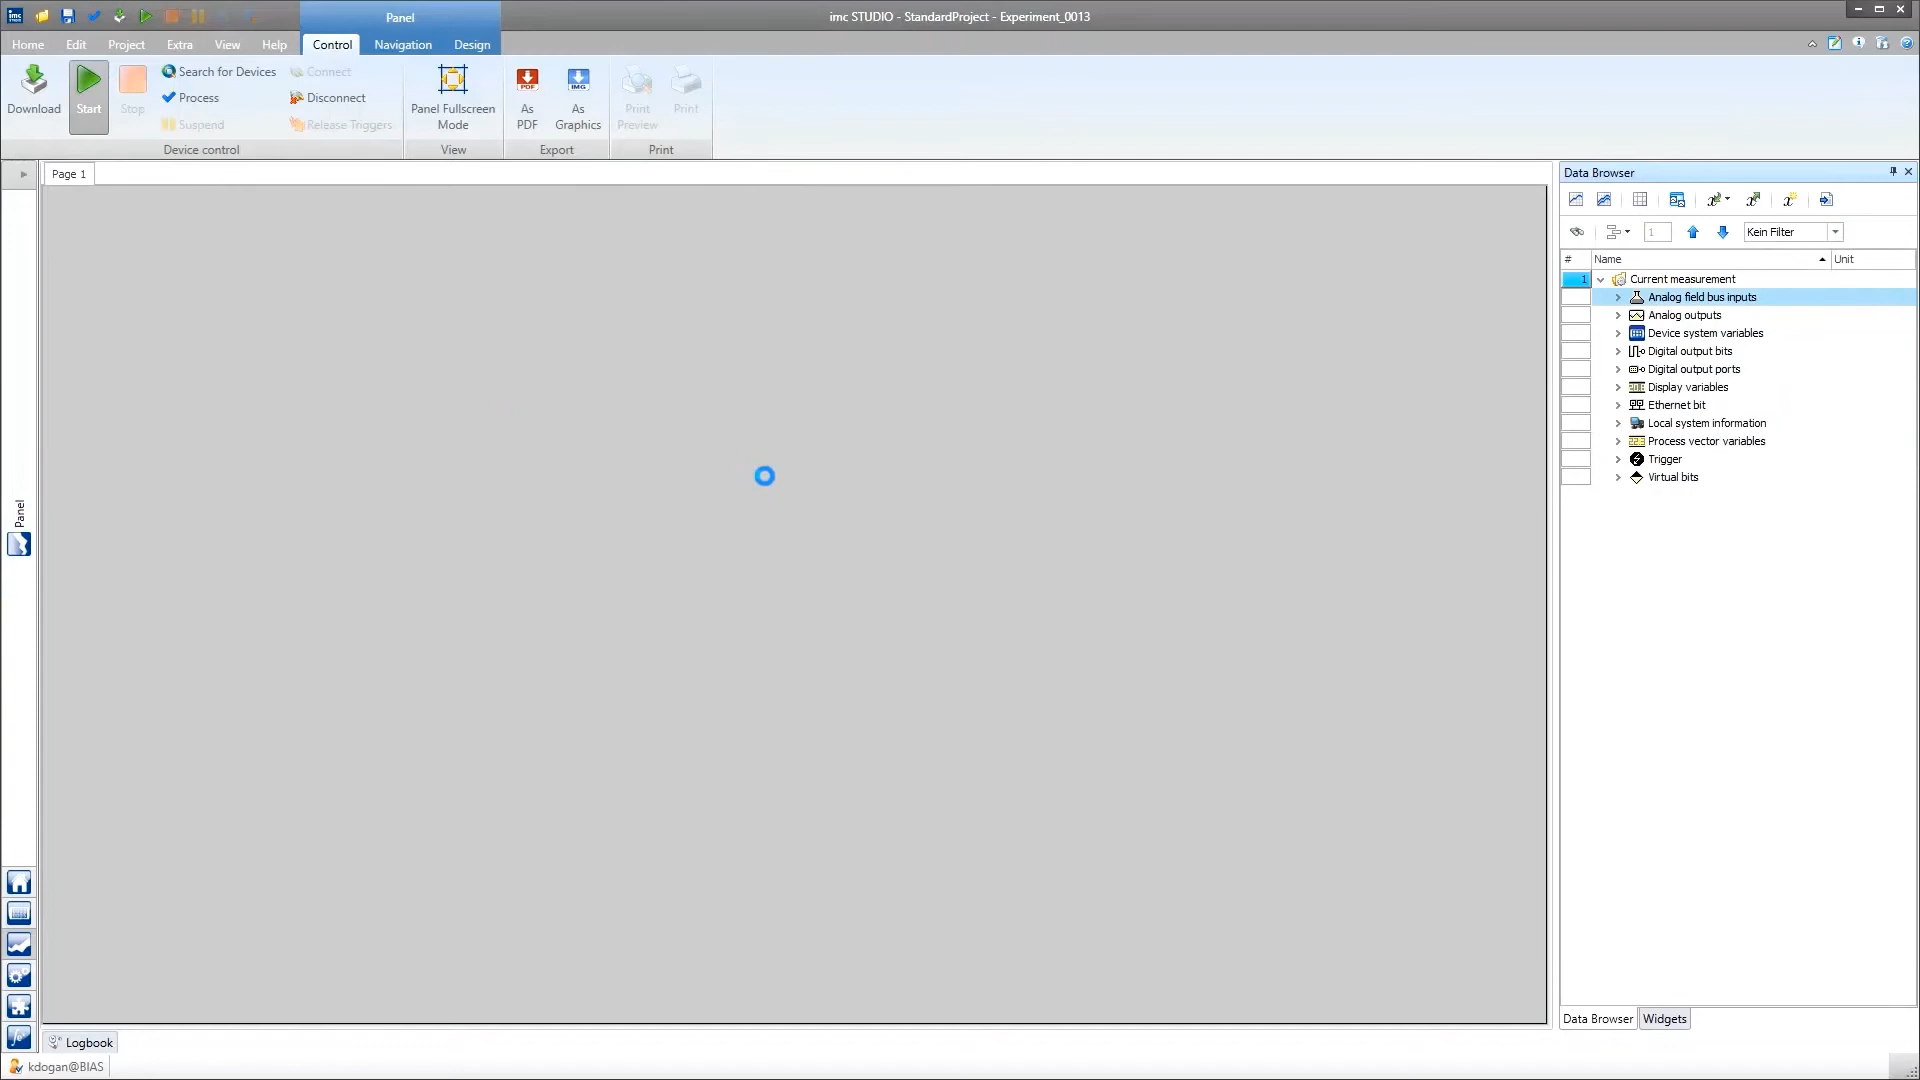 Panel
imc STUDIO - StandardProject - Experiment_0013
Home Edit Project Extra View Help Control Navigation Design
Download
Start
Stop
Search for Devices
Process
Suspend
Connect
Disconnect
Release Triggers
Panel Fullscreen
Mode
As
PDF
As
Graphics
Print
Preview
Print
Device control
View
Export
Print
Page 1
Panel
Data Browser
1
Kein Filter
# Name Unit
1 Current measurement
Analog field bus inputs
Analog outputs
Device system variables
Digital output bits
Digital output ports
Display variables
Ethernet bit
Local system information
Process vector variables
Trigger
Virtual bits
Data Browser Widgets
Logbook
kdogan@BIAS